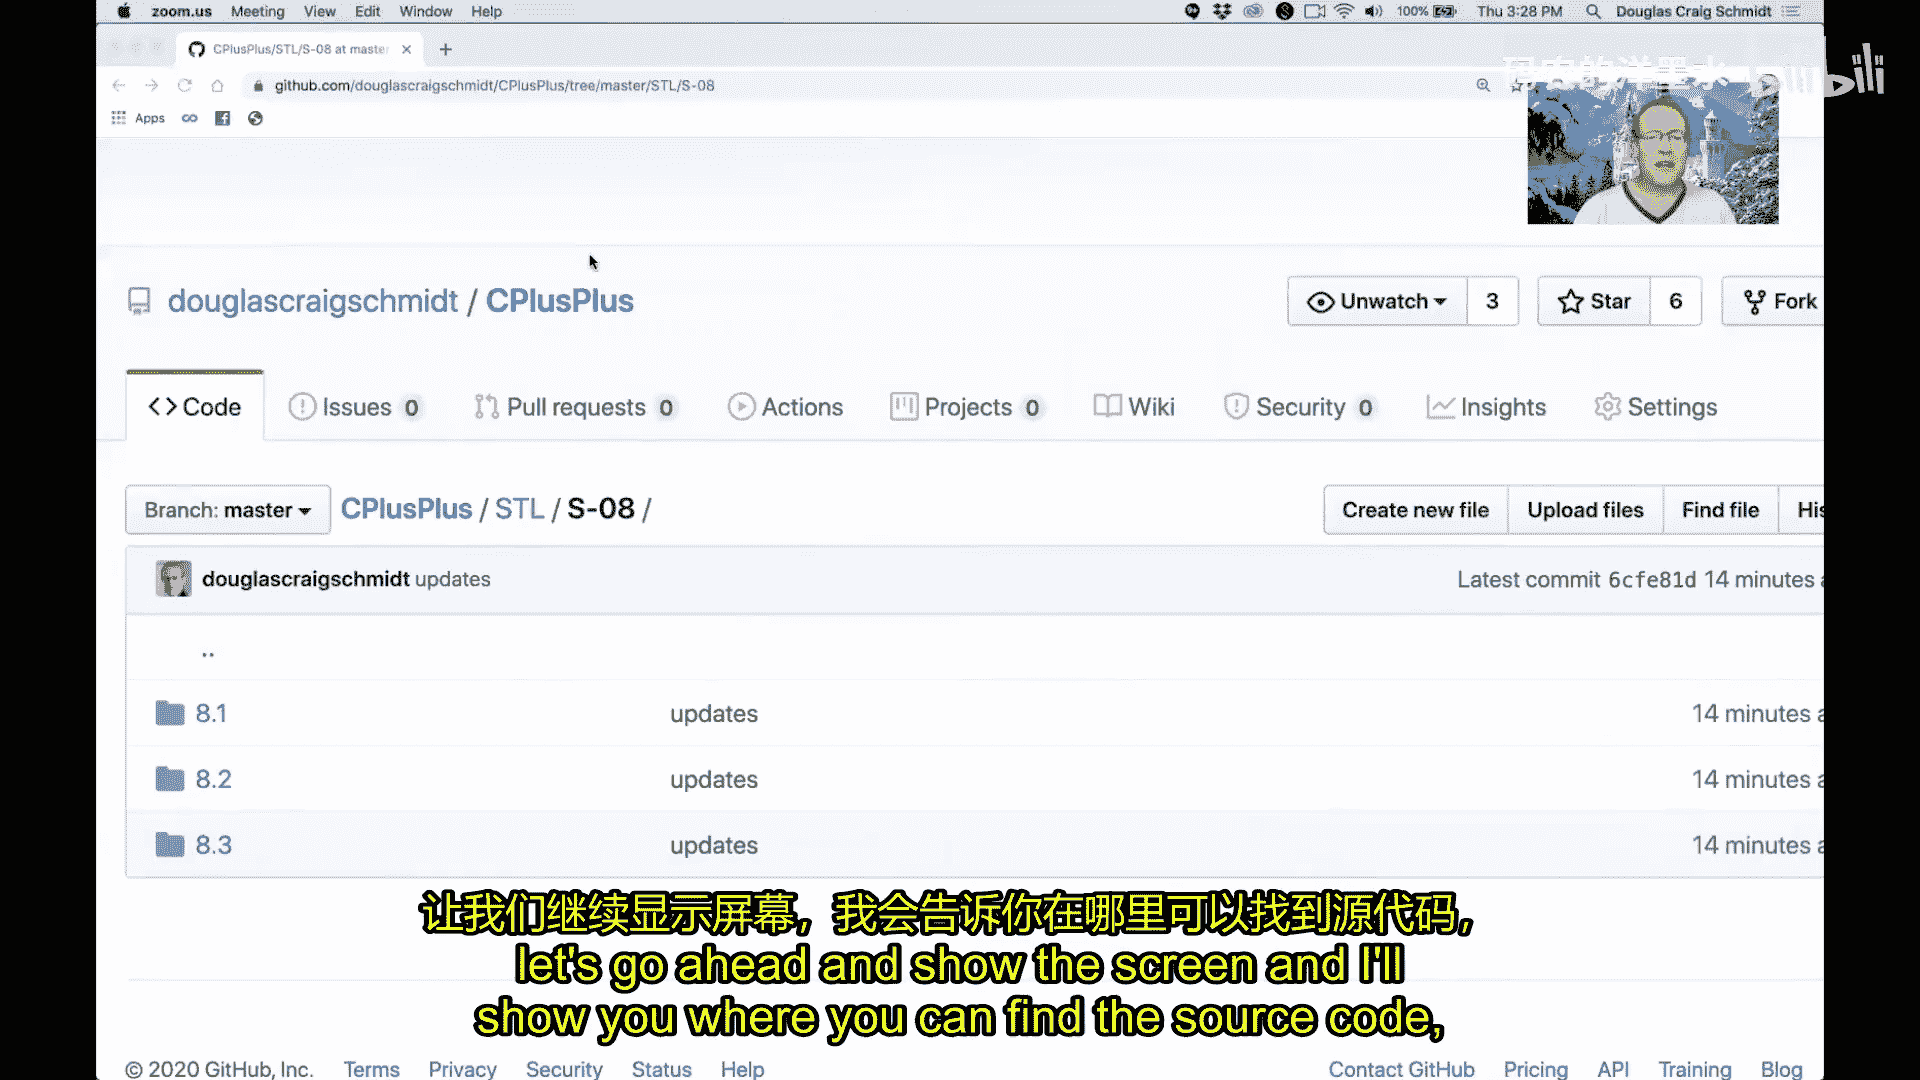 zoom.us Meeting View Edit Window Help 100% Thu 3:28 PM Douglas Craig Schmidt
CPlusPlus/STL/S-08 at master
github.com/douglascraigschmidt/CPlusPlus/tree/master/STL/S-08
Apps
bili
douglascraigschmidt / CPlusPlus
Unwatch 3 Star 6 Fork
Code Issues 0 Pull requests 0 Actions Projects 0 Wiki Security 0 Insights Settings
Branch: master CPlusPlus / STL / S-08 /
Create new file Upload files Find file His
douglascraigschmidt updates Latest commit 6cfe81d 14 minutes a
..
8.1 updates 14 minutes a
8.2 updates 14 minutes a
8.3 updates 14 minutes a
让我们继续显示屏幕，我会告诉你在哪里可以找到源代码，
let's go ahead and show the screen and I'll
show you where you can find the source code,
© 2020 GitHub, Inc. Terms Privacy Security Status Help Contact GitHub Pricing API Training Blog